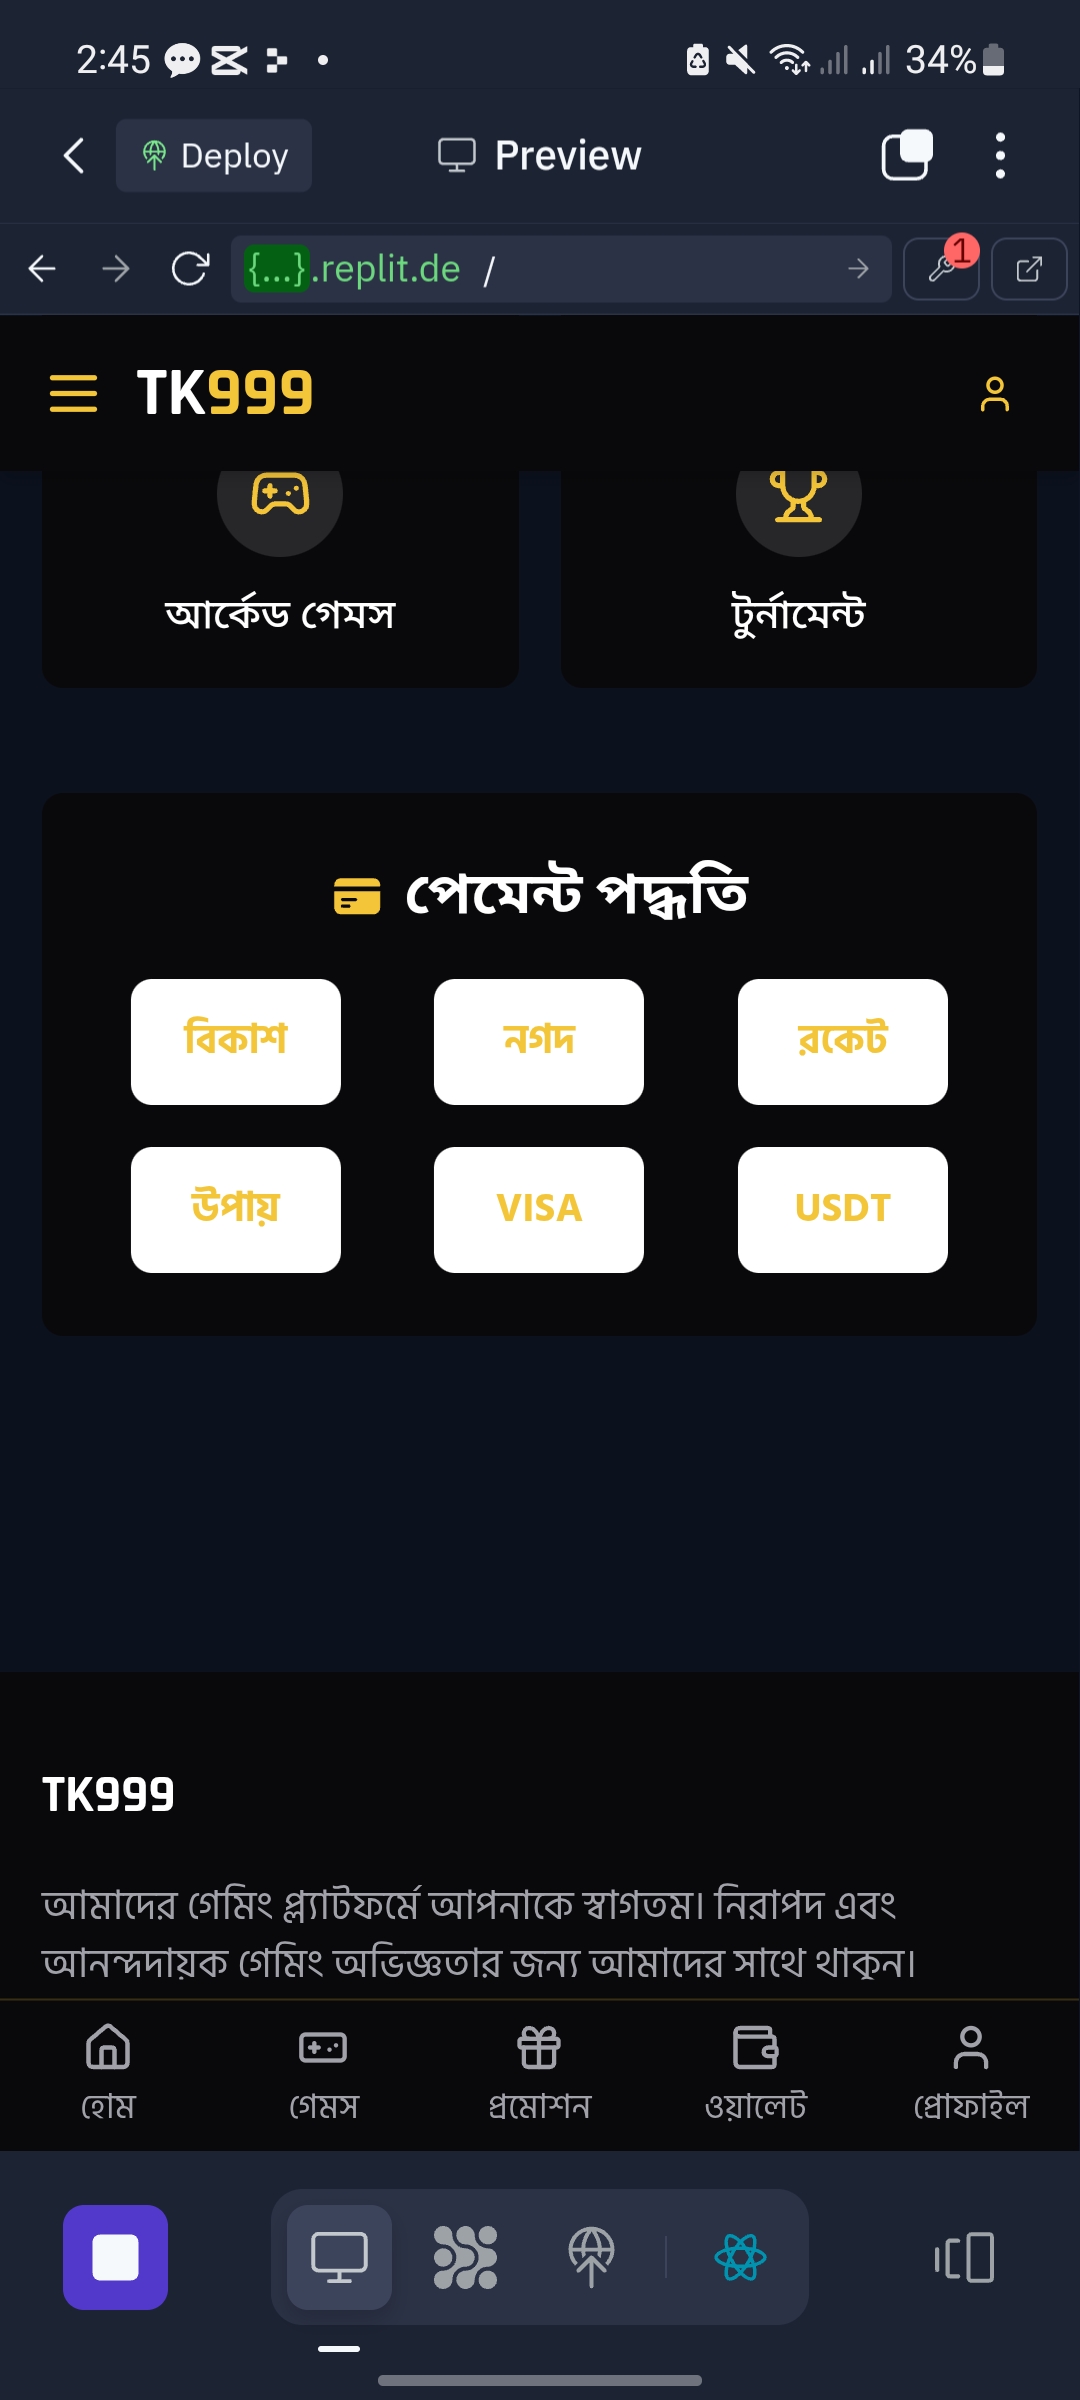 2:45
34%
Deploy
Preview
{...}.replit.de /
1
TK999
আর্কেড গেমস
টুর্নামেন্ট
পেমেন্ট পদ্ধতি
বিকাশ
নগদ
রকেট
উপায়
VISA
USDT
TK999
আমাদের গেমিং প্ল্যাটফর্মে আপনাকে স্বাগতম। নিরাপদ এবং
আনন্দদায়ক গেমিং অভিজ্ঞতার জন্য আমাদের সাথে থাকুন।
হোম
গেমস
প্রমোশন
ওয়ালেট
প্রোফাইল